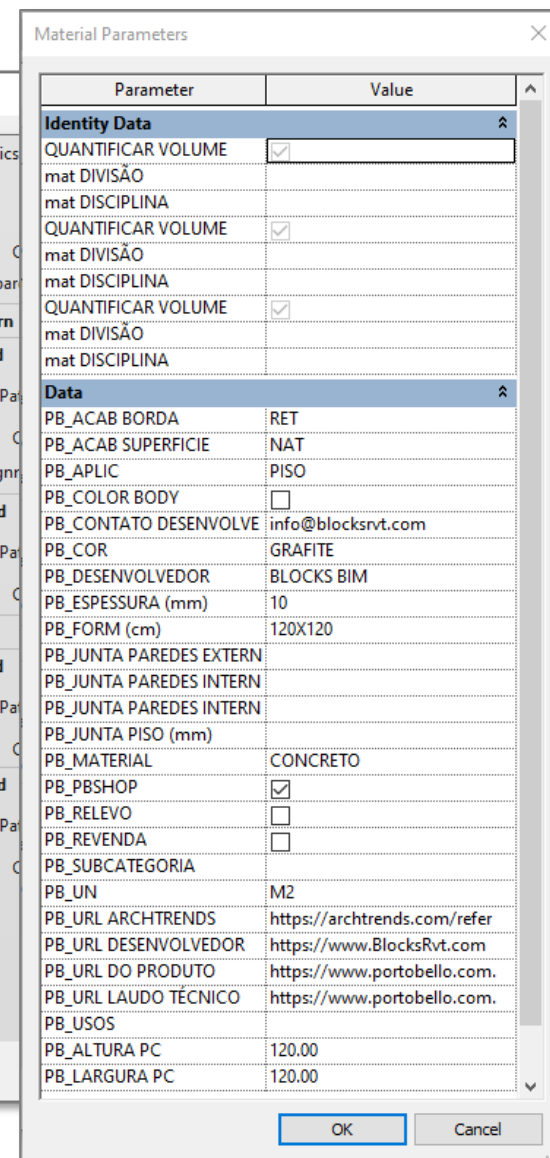 Material Parameters
Parameter Value
Identity Data
QUANTIFICAR VOLUME
mat DIVISÃO
mat DISCIPLINA
QUANTIFICAR VOLUME
mat DIVISÃO
mat DISCIPLINA
QUANTIFICAR VOLUME
mat DIVISÃO
mat DISCIPLINA
Data
PB_ACAB BORDA RET
PB_ACAB SUPERFICIE NAT
PB_APLIC PISO
PB_COLOR BODY
PB_CONTATO DESENVOLVE info@blocksrvt.com
PB_COR GRAFITE
PB_DESENVOLVEDOR BLOCKS BIM
PB_ESPESSURA (mm) 10
PB_FORM (cm) 120X120
PB_JUNTA PAREDES EXTERN
PB_JUNTA PAREDES INTERN
PB_JUNTA PAREDES INTERN
PB_JUNTA PISO (mm)
PB_MATERIAL CONCRETO
PB_PBSHOP
PB_RELEVO
PB_REVENDA
PB_SUBCATEGORIA
PB_UN M2
PB_URL ARCHTRENDS https://archtrends.com/refer
PB_URL DESENVOLVEDOR https://www.BlocksRvt.com
PB_URL DO PRODUTO https://www.portobello.com.
PB_URL LAUDO TÉCNICO https://www.portobello.com.
PB_USOS
PB_ALTURA PC 120.00
PB_LARGURA PC 120.00
OK Cancel